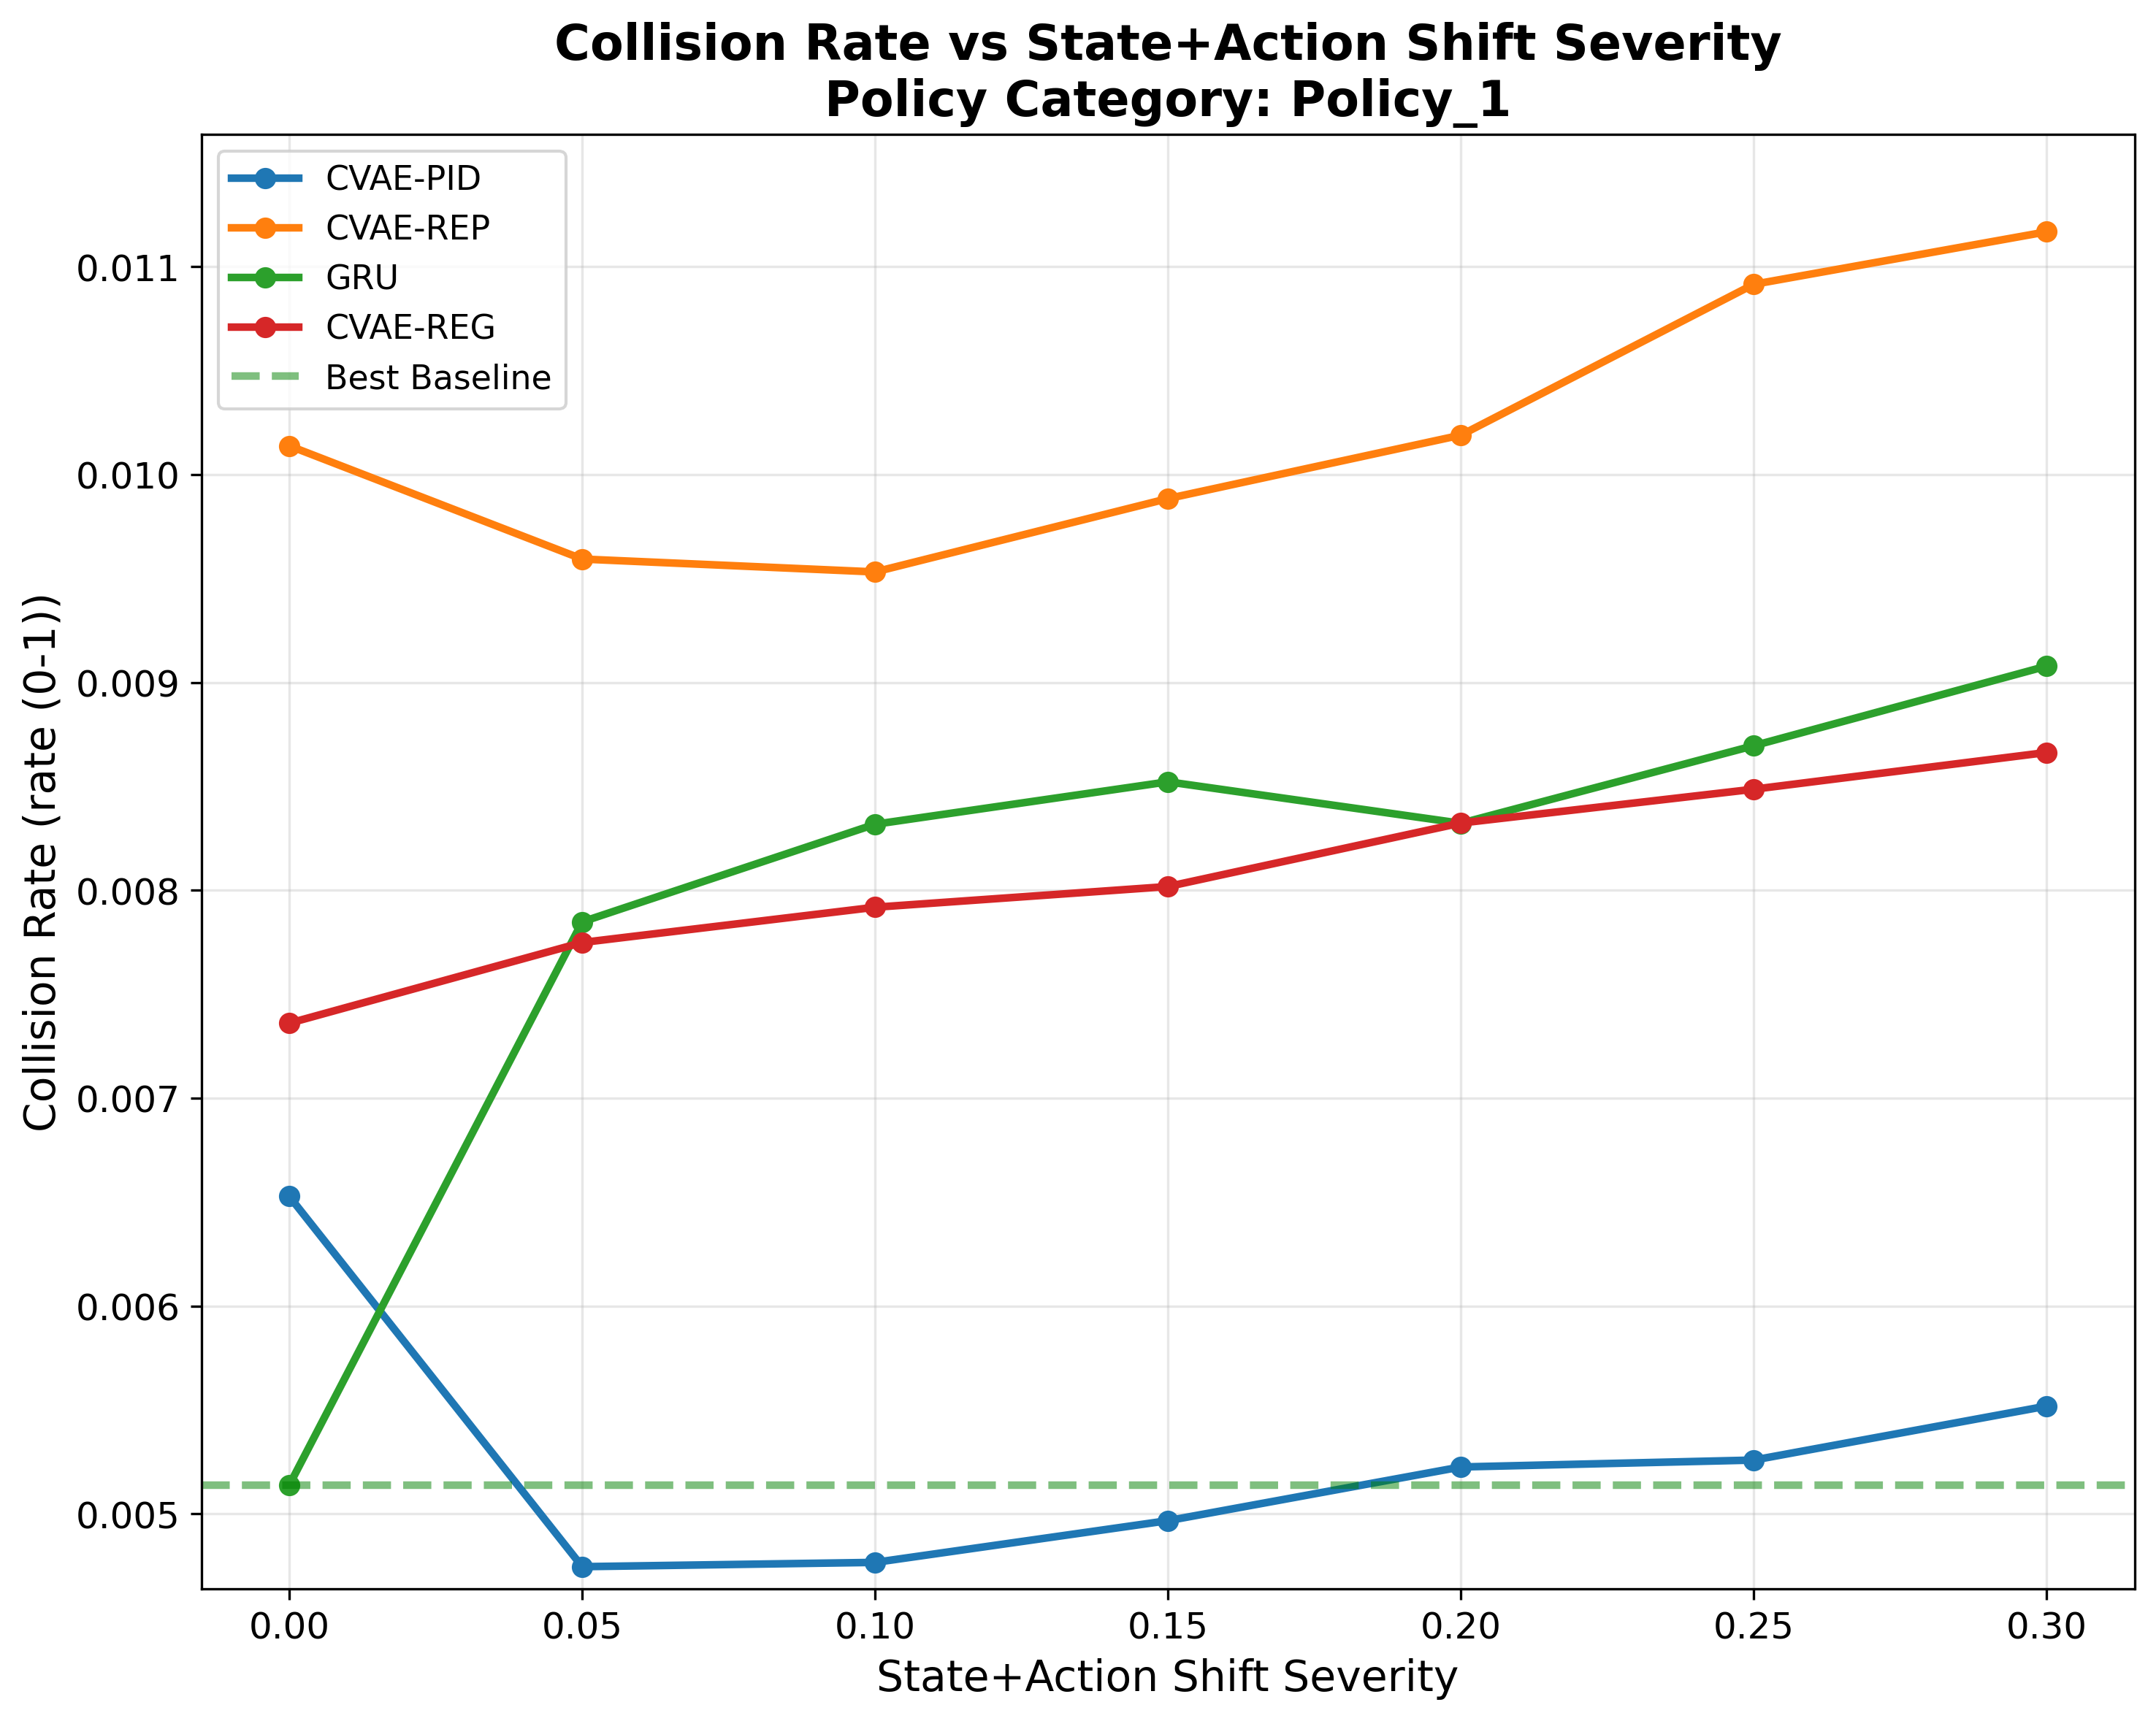 Collision Rate vs State+Action Shift Severity
Policy Category: Policy_1
CVAE-PID
CVAE-REP
GRU
CVAE-REG
Best Baseline
Collision Rate (rate (0-1))
0.011
0.010
0.009
0.008
0.007
0.006
0.005
0.00 0.05 0.10 0.15 0.20 0.25 0.30
State+Action Shift Severity